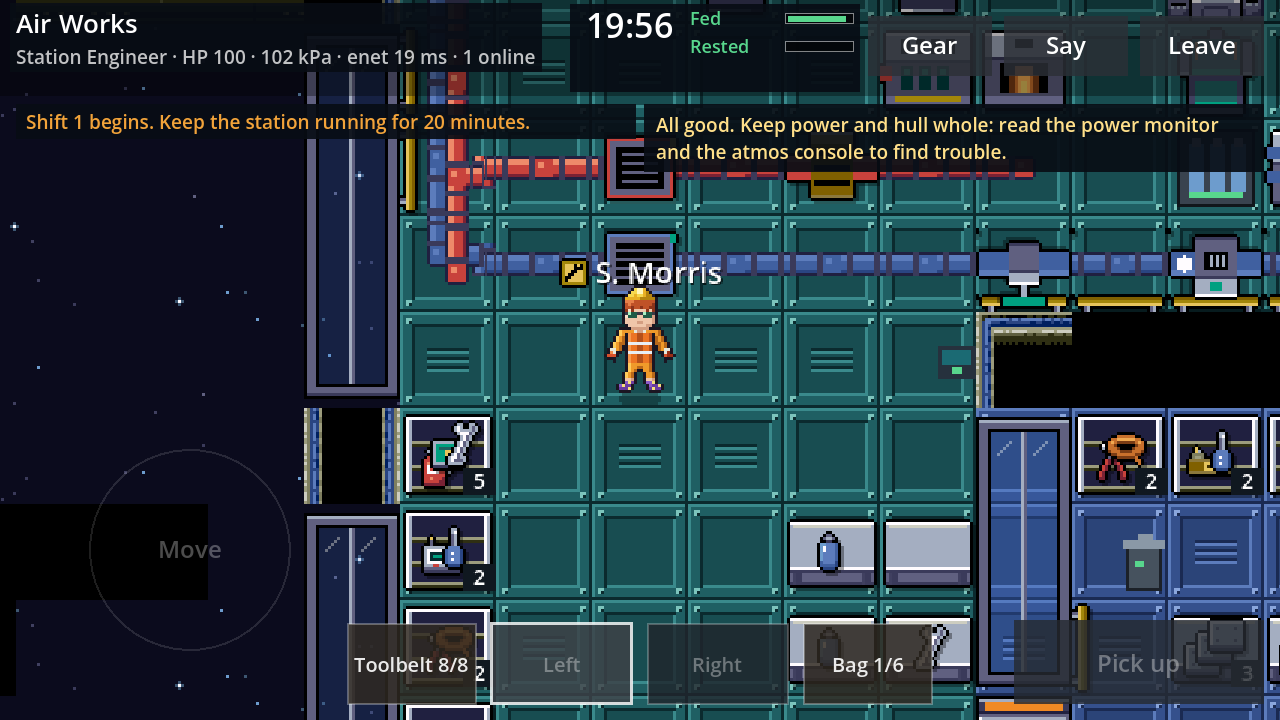 Air Works
Station Engineer · HP 100 · 102 kPa · enet 19 ms · 1 online
19:56
Fed
Rested
Gear
Say
Leave
Shift 1 begins. Keep the station running for 20 minutes.
All good. Keep power and hull whole: read the power monitor
and the atmos console to find trouble.
S. Morris
5
2
2
2
2
3
Move
Toolbelt 8/8
Left
Right
Bag 1/6
Pick up